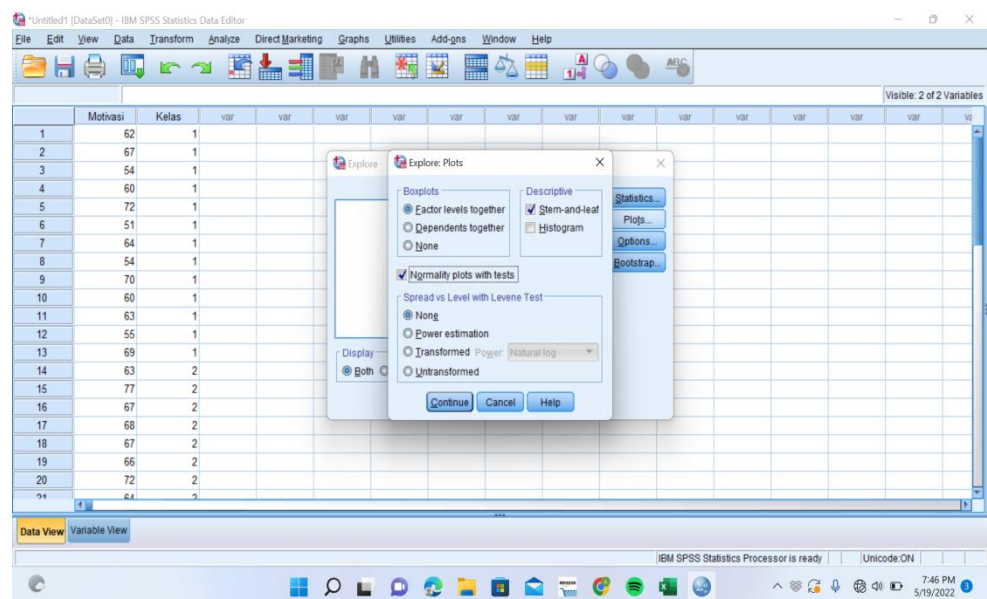 *Untitled1 [DataSet0] - IBM SPSS Statistics Data Editor
File Edit View Data Transform Analyze Direct Marketing Graphs Utilities Add-ons Window Help
Visible: 2 of 2 Variables
Motivasi Kelas var var var var var var var var var var var var var
1 62 1
2 67 1
3 54 1
4 60 1
5 72 1
6 51 1
7 64 1
8 54 1
9 70 1
10 60 1
11 63 1
12 55 1
13 69 1
14 63 2
15 77 2
16 67 2
17 68 2
18 67 2
19 66 2
20 72 2
21 64 2
Explore
Statistics...
Plots...
Options...
Bootstrap...
Display
Both
Explore: Plots
Boxplots
Factor levels together
Dependents together
None
Descriptive
Stem-and-leaf
Histogram
Normality plots with tests
Spread vs Level with Levene Test
None
Power estimation
Transformed Power: Natural log
Untransformed
Continue Cancel Help
Data View Variable View
IBM SPSS Statistics Processor is ready Unicode:ON
7:46 PM
5/19/2022